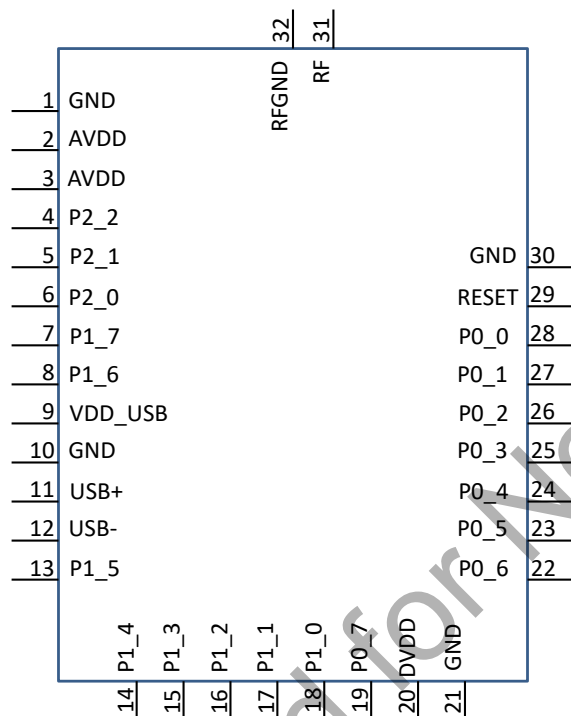 32 31
RFGND RF
1 GND
2 AVDD
3 AVDD
4 P2_2
5 P2_1
6 P2_0
7 P1_7
8 P1_6
9 VDD_USB
10 GND
11 USB+
12 USB-
13 P1_5
GND 30
RESET 29
P0_0 28
P0_1 27
P0_2 26
P0_3 25
P0_4 24
P0_5 23
P0_6 22
P1_4 P1_3 P1_2 P1_1 P1_0 P0_7 DVDD GND
14 15 16 17 18 19 20 21
d for Ne